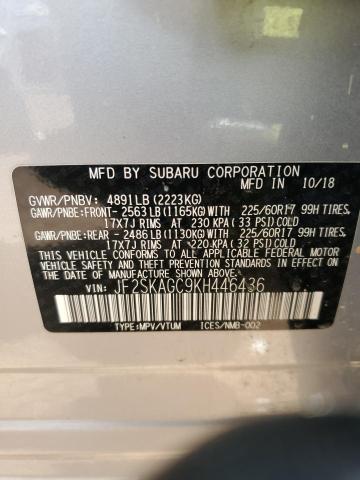 MFD BY SUBARU CORPORATION
MFD IN JAPAN 10/18
GVWR/PNBV: 4891LB(2223KG)
GAWR/PNBE:FRONT- 2563LB(1165KG)WITH 225/60R17 99H TIRES
17X7J RIMS AT 230 KPA(33 PSI)COLD
GAWR/PNBE:REAR - 2486LB(1130KG)WITH 225/60R17 99H TIRES
17X7J RIMS AT 220 KPA(32 PSI)COLD
THIS VEHICLE CONFORMS TO ALL APPLICABLE FEDERAL MOTOR
VEHICLE SAFETY AND THEFT PREVENTION STANDARDS IN EFFECT ON
THE DATE OF MANUFACTURE SHOWN ABOVE.
VIN: JF2SKAGC9KH446436
TYPE:MPV/VTUM ICES/NMB-002